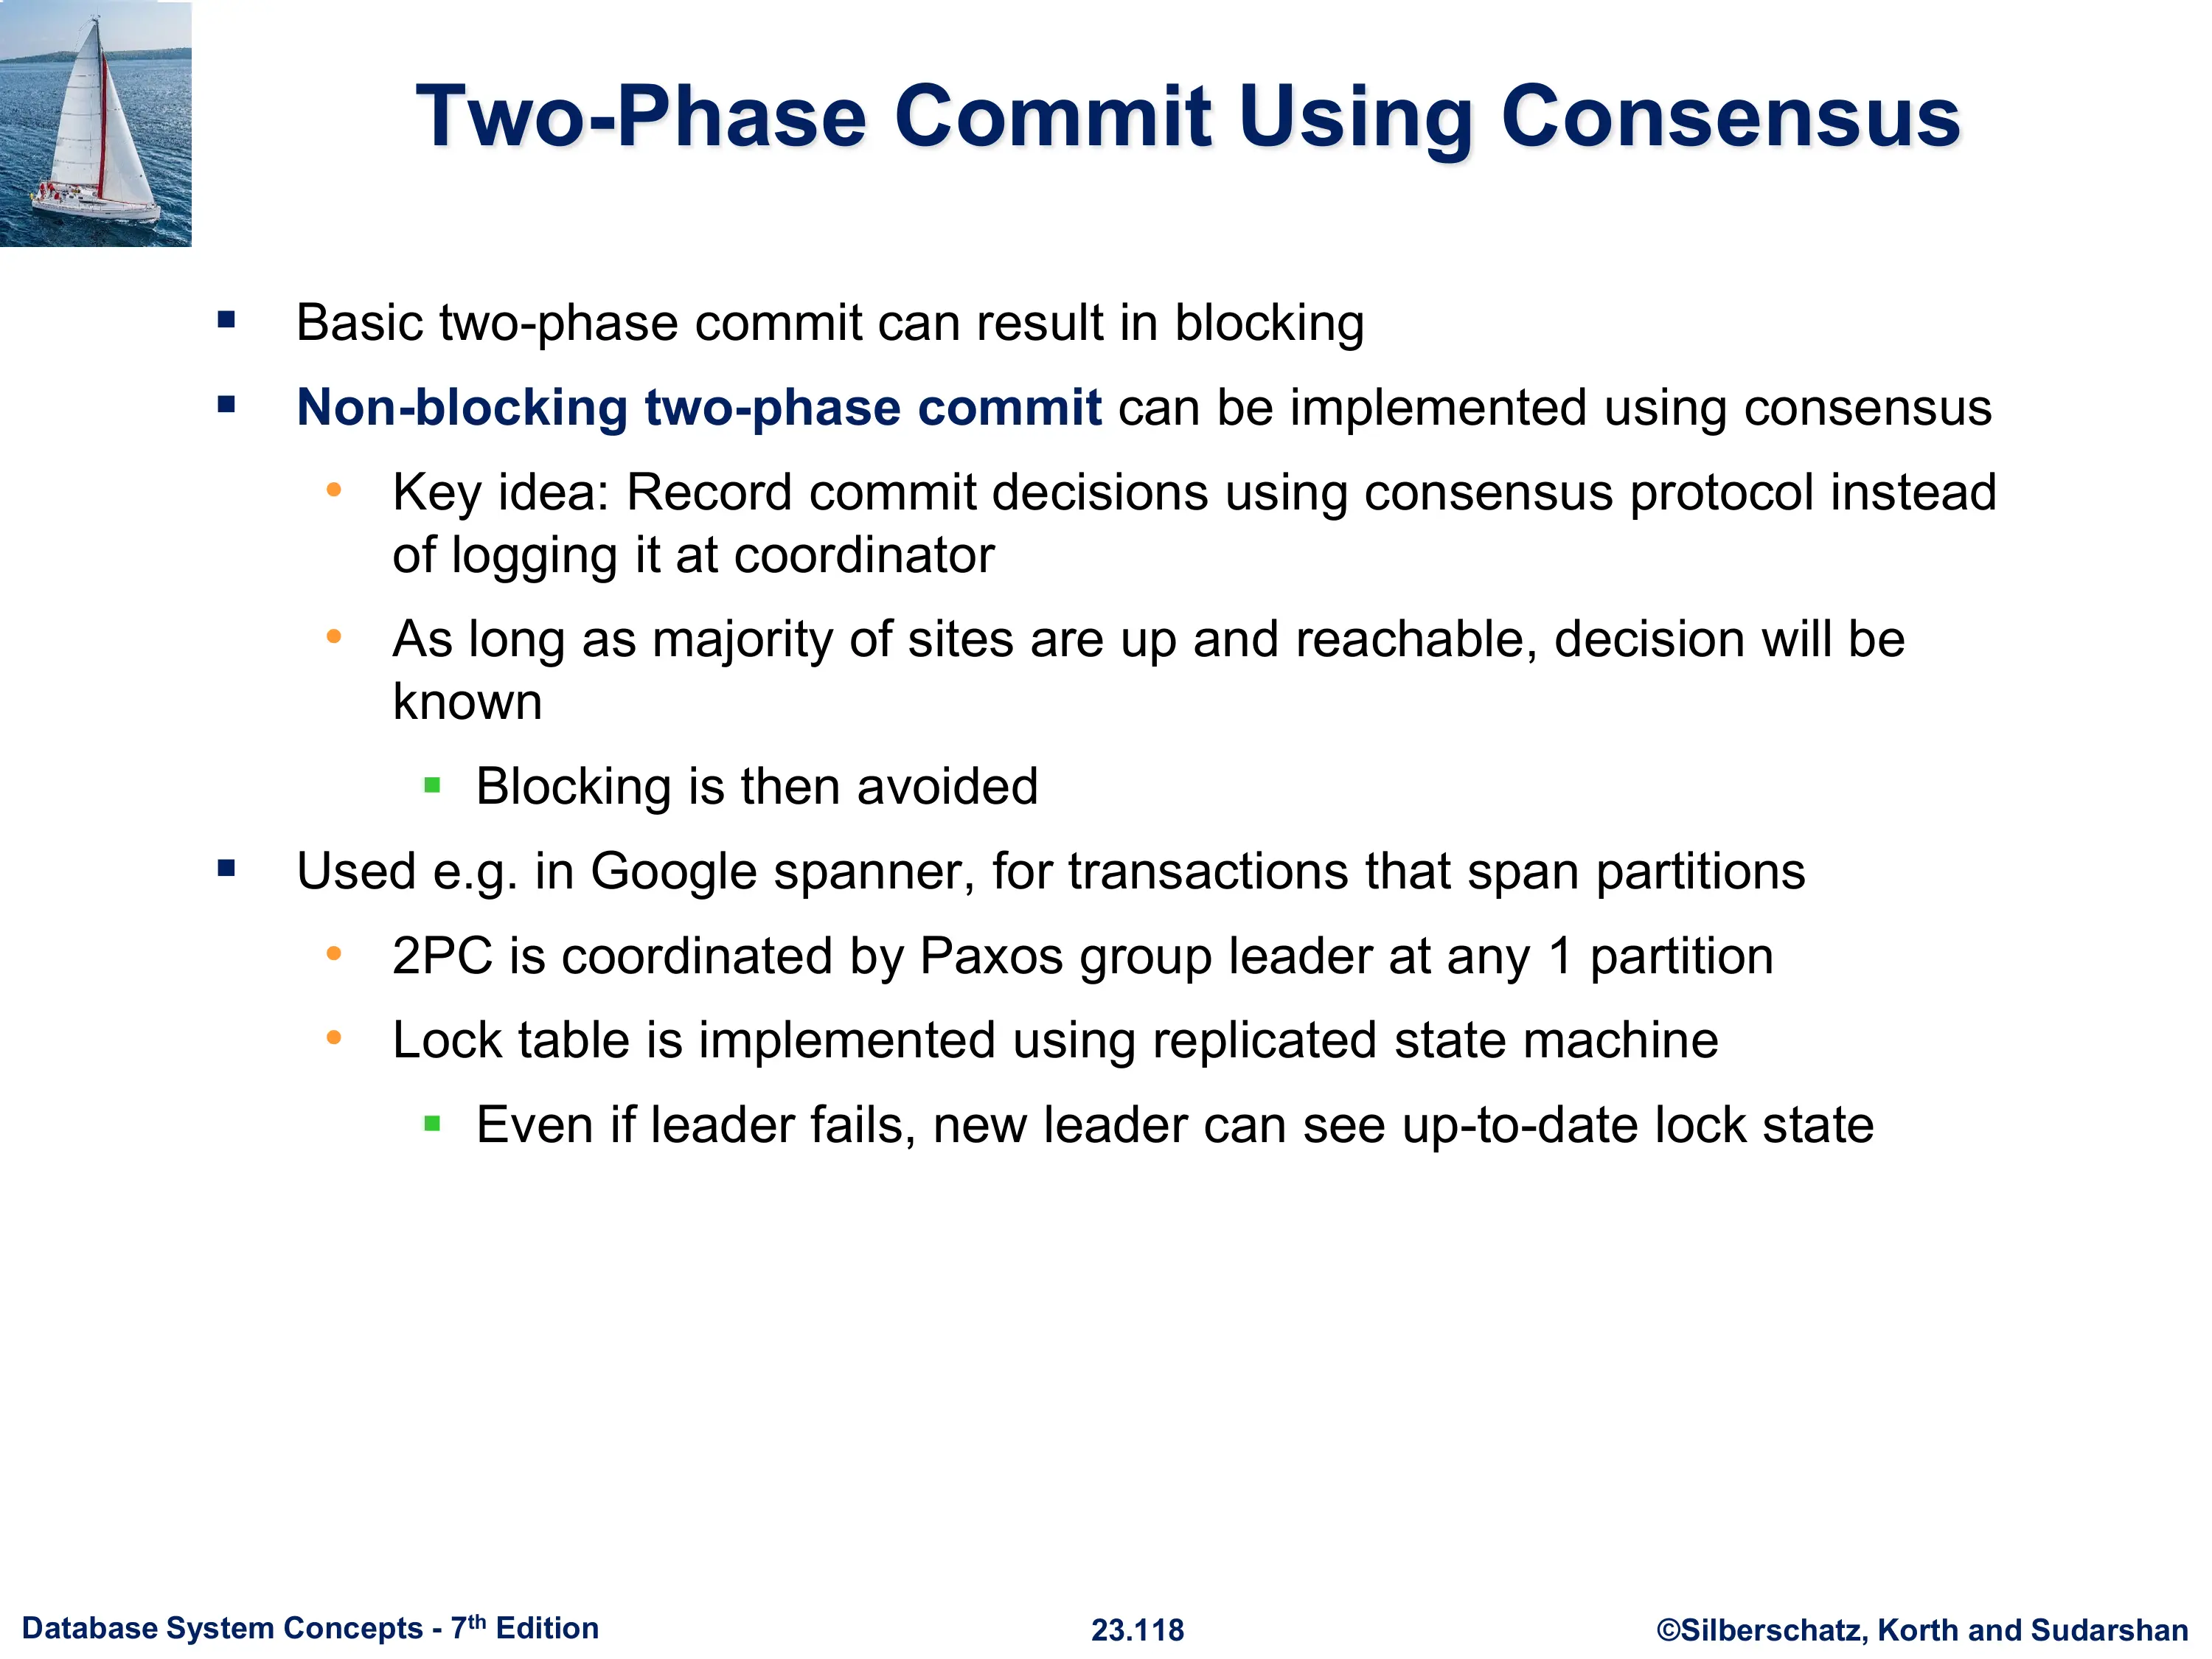 Two-Phase Commit Using Consensus
▪ Basic two-phase commit can result in blocking
▪ Non-blocking two-phase commit can be implemented using consensus
• Key idea: Record commit decisions using consensus protocol instead
of logging it at coordinator
• As long as majority of sites are up and reachable, decision will be
known
▪ Blocking is then avoided
▪ Used e.g. in Google spanner, for transactions that span partitions
• 2PC is coordinated by Paxos group leader at any 1 partition
• Lock table is implemented using replicated state machine
▪ Even if leader fails, new leader can see up-to-date lock state
Database System Concepts - 7th Edition
23.118
©Silberschatz, Korth and Sudarshan